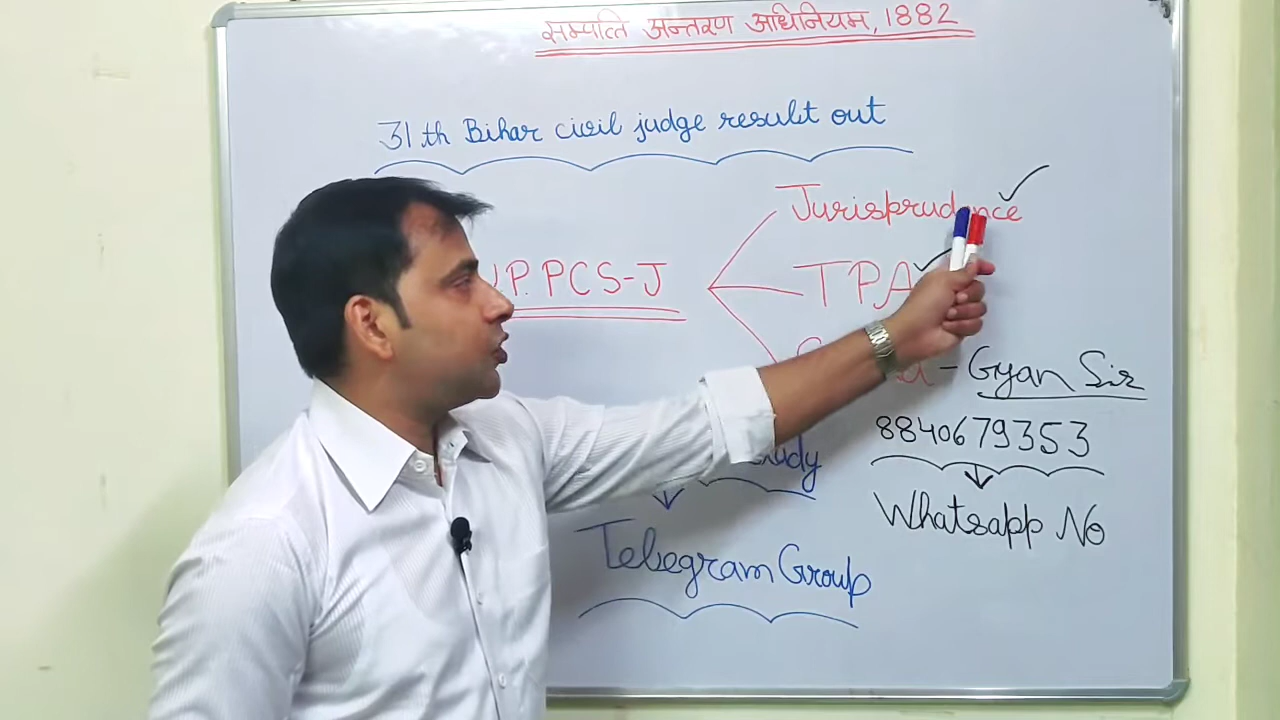 सम्पत्ति अन्तरण अधिनियम, 1882
31 th Bihar civil judge result out
Jurisprudence
P. PCS-J
TPA
- Gyan Sir
8840679353
Whatsapp No
Telegram Group